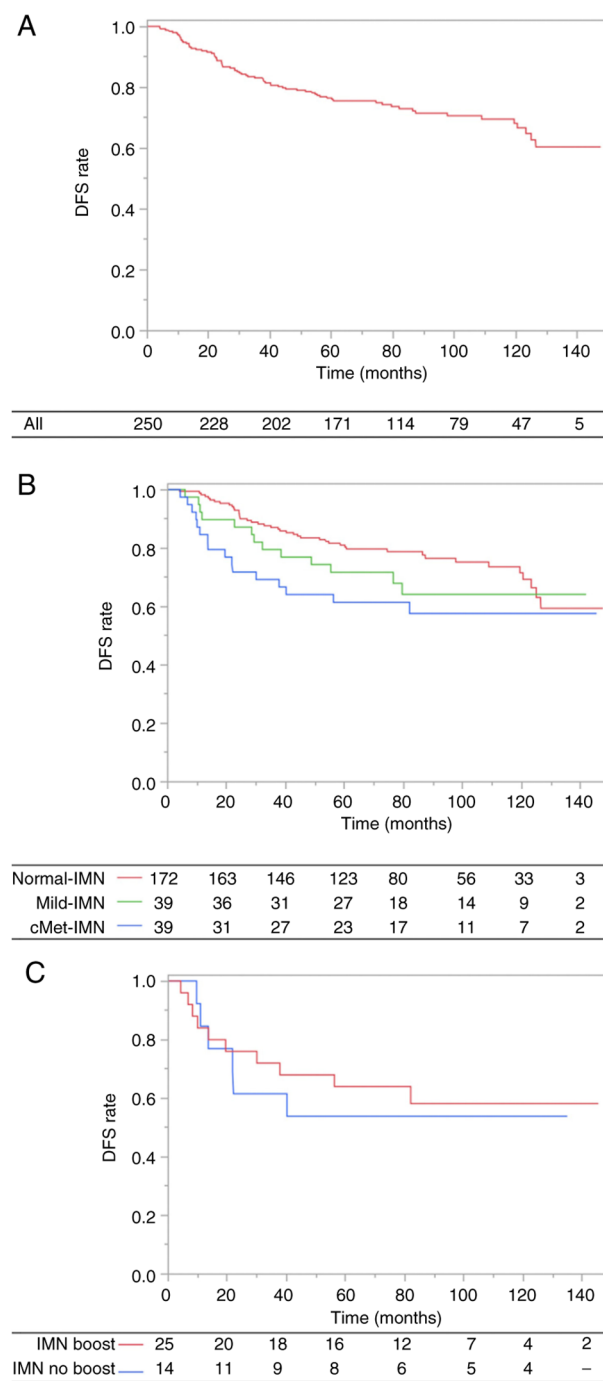 A
1.0
0.8
0.6
0.4
0.2
0.0
DFS rate
0 20 40 60 80 100 120 140
Time (months)
All 250 228 202 171 114 79 47 5
B
1.0
0.8
0.6
0.4
0.2
0.0
DFS rate
0 20 40 60 80 100 120 140
Time (months)
Normal-IMN 172 163 146 123 80 56 33 3
Mild-IMN 39 36 31 27 18 14 9 2
cMet-IMN 39 31 27 23 17 11 7 2
C
1.0
0.8
0.6
0.4
0.2
0.0
DFS rate
0 20 40 60 80 100 120 140
Time (months)
IMN boost 25 20 18 16 12 7 4 2
IMN no boost 14 11 9 8 6 5 4 –